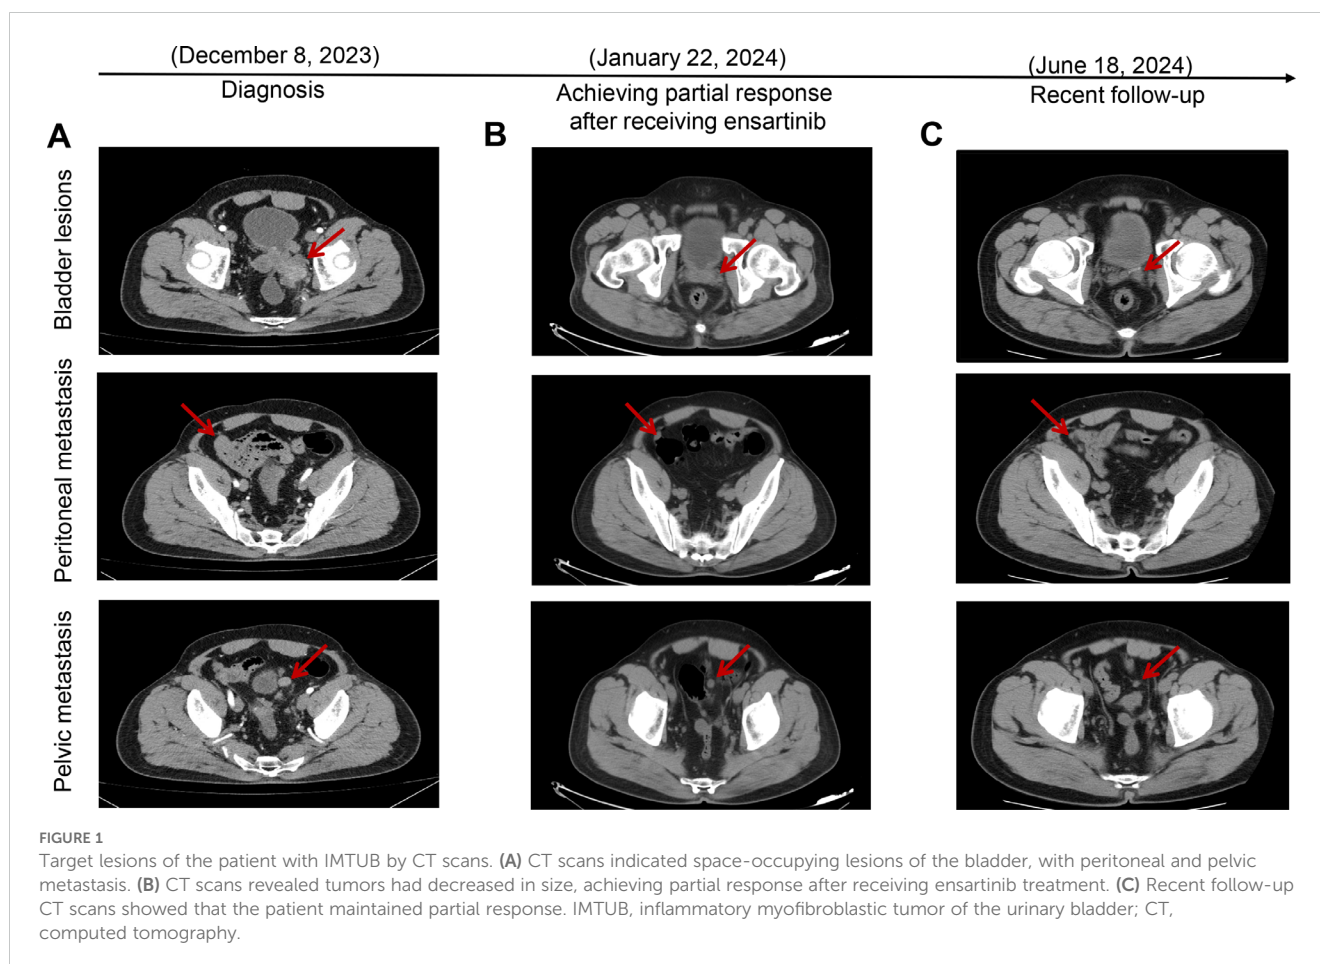 (December 8, 2023)
(January 22, 2024)
(June 18, 2024)
Diagnosis
Achieving partial response
after receiving ensartinib
Recent follow-up
A
B
C
Bladder lesions
Peritoneal metastasis
Pelvic metastasis
FIGURE 1
Target lesions of the patient with IMTUB by CT scans. (A) CT scans indicated space-occupying lesions of the bladder, with peritoneal and pelvic
metastasis. (B) CT scans revealed tumors had decreased in size, achieving partial response after receiving ensartinib treatment. (C) Recent follow-up
CT scans showed that the patient maintained partial response. IMTUB, inflammatory myofibroblastic tumor of the urinary bladder; CT,
computed tomography.